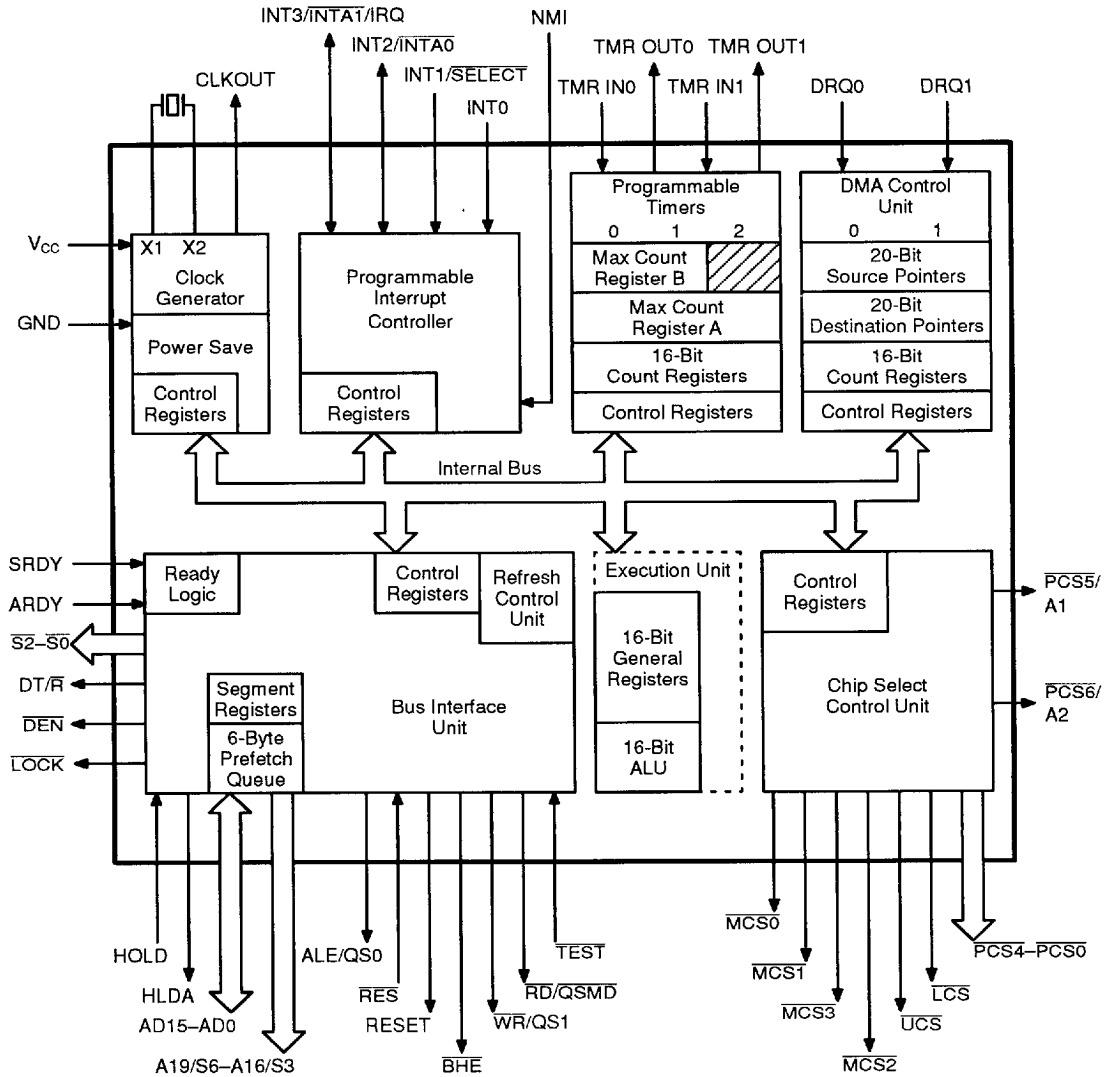 INT3/INTA1/IRQ
NMI
INT2/INTA0
TMR OUT0
TMR OUT1
CLKOUT
INT1/SELECT
TMR IN0
TMR IN1
DRQ0
DRQ1
INT0
VCC
X1
X2
Clock
Generator
GND
Power Save
Control
Registers
Programmable
Interrupt
Controller
Control
Registers
Programmable
Timers
0
1
2
Max Count
Register B
Max Count
Register A
16-Bit
Count Registers
Control Registers
DMA Control
Unit
0
1
20-Bit
Source Pointers
20-Bit
Destination Pointers
16-Bit
Count Registers
Control Registers
Internal Bus
SRDY
ARDY
S2–S0
DT/R
DEN
LOCK
Ready
Logic
Control
Registers
Refresh
Control
Unit
Segment
Registers
6-Byte
Prefetch
Queue
Bus Interface
Unit
Execution Unit
16-Bit
General
Registers
16-Bit
ALU
Control
Registers
Chip Select
Control Unit
PCS5/
A1
PCS6/
A2
HOLD
HLDA
AD15–AD0
A19/S6–A16/S3
ALE/QS0
RES
RESET
BHE
WR/QS1
RD/QSMD
TEST
MCS0
MCS1
MCS3
MCS2
UCS
LCS
PCS4–PCS0